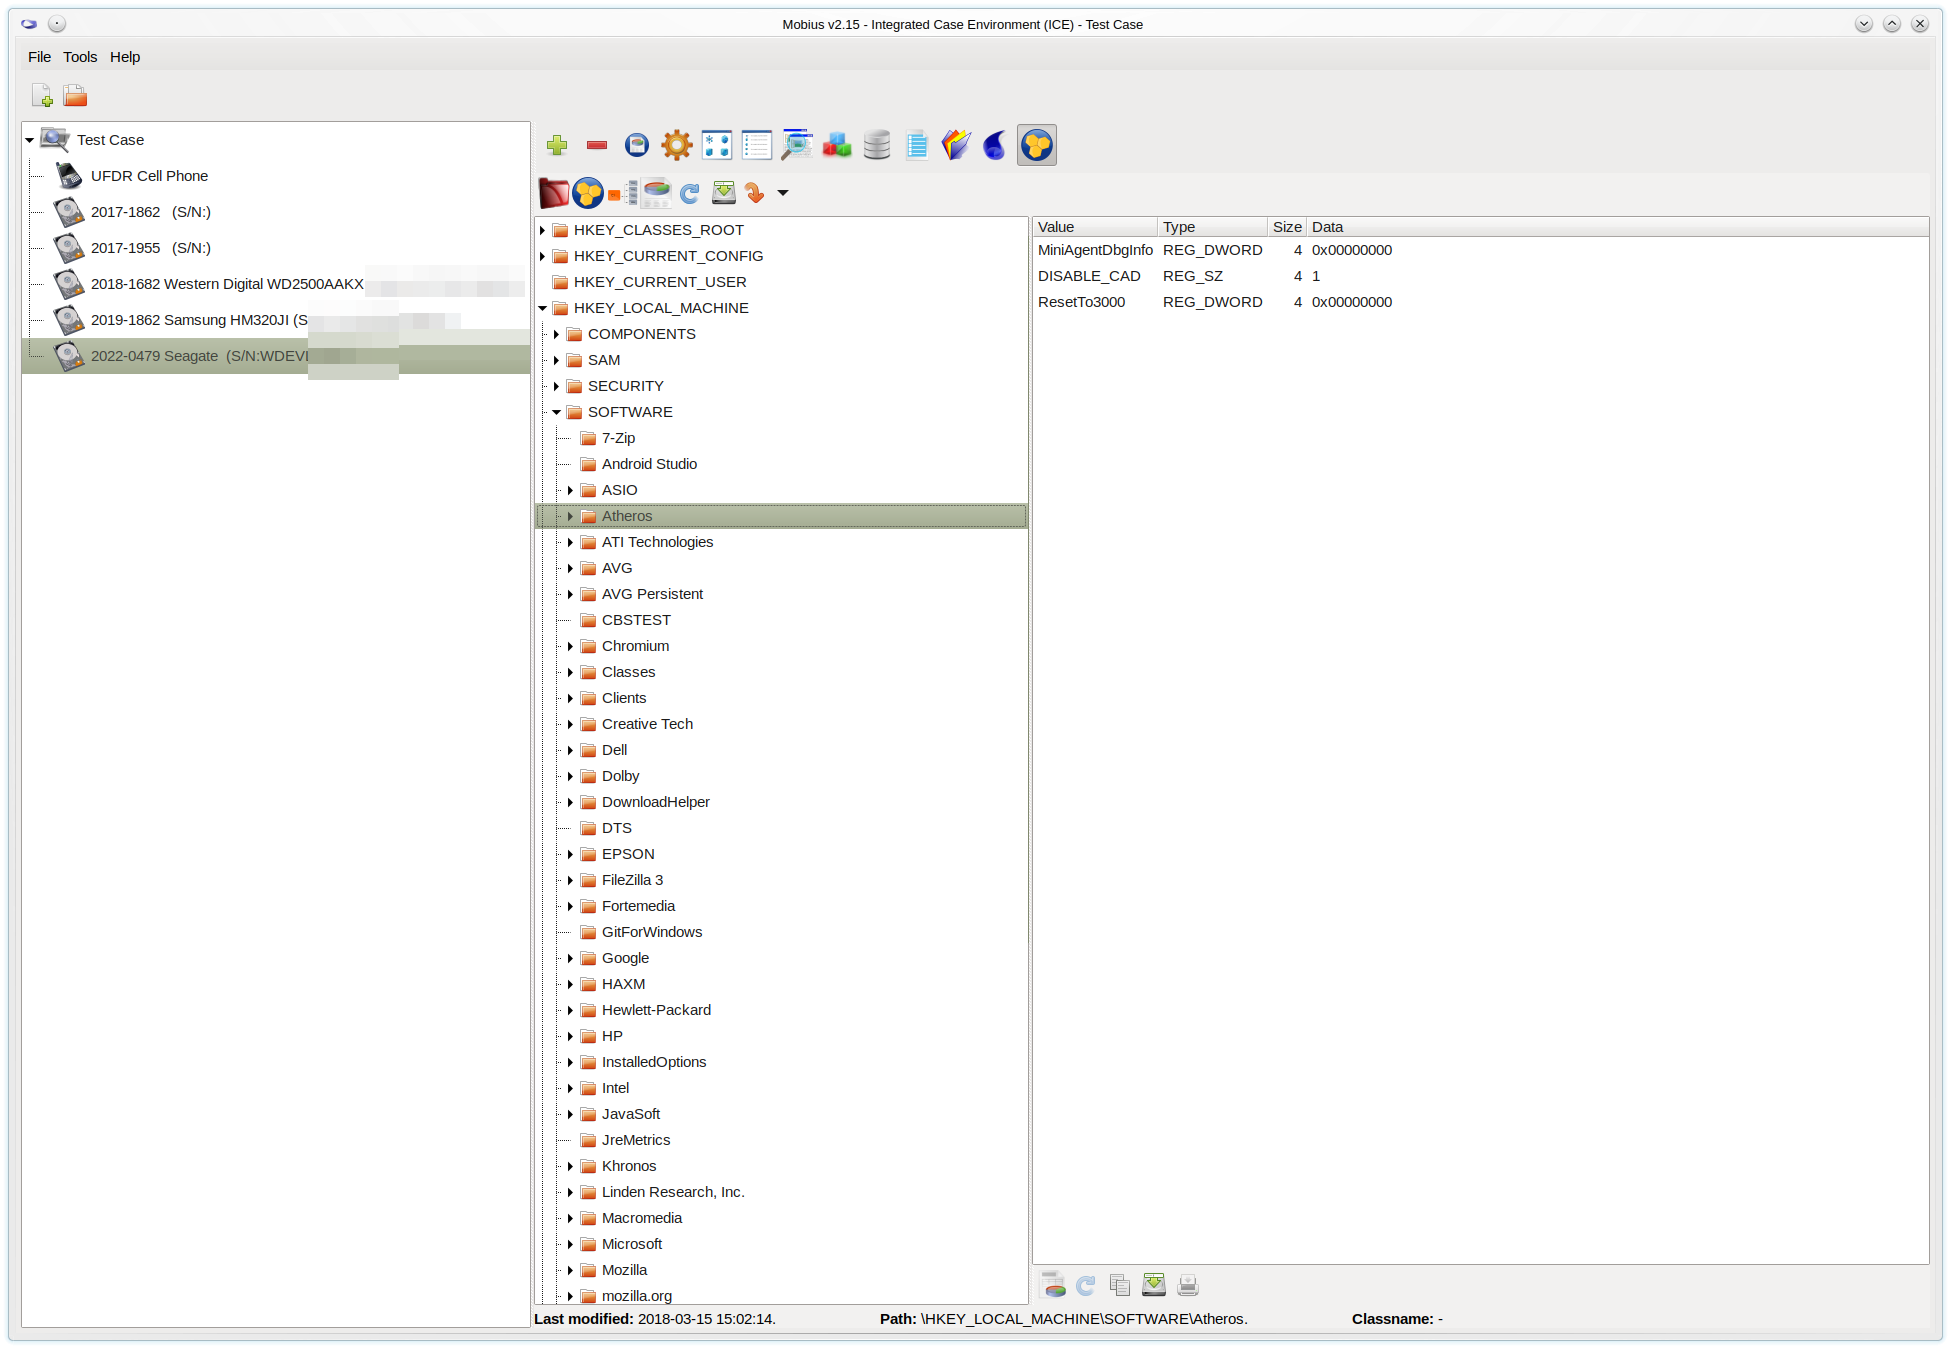 Mobius v2.15 - Integrated Case Environment (ICE) - Test Case
File Tools Help
Test Case
UFDR Cell Phone
2017-1862 (S/N:)
2017-1955 (S/N:)
2018-1682 Western Digital WD2500AAKX
2019-1862 Samsung HM320JI (S
2022-0479 Seagate (S/N:WDEV
HKEY_CLASSES_ROOT
HKEY_CURRENT_CONFIG
HKEY_CURRENT_USER
HKEY_LOCAL_MACHINE
COMPONENTS
SAM
SECURITY
SOFTWARE
7-Zip
Android Studio
ASIO
Atheros
ATI Technologies
AVG
AVG Persistent
CBSTEST
Chromium
Classes
Clients
Creative Tech
Dell
Dolby
DownloadHelper
DTS
EPSON
FileZilla 3
Fortemedia
GitForWindows
Google
HAXM
Hewlett-Packard
HP
InstalledOptions
Intel
JavaSoft
JreMetrics
Khronos
Linden Research, Inc.
Macromedia
Microsoft
Mozilla
mozilla.org
Value Type Size Data
MiniAgentDbgInfo REG_DWORD 4 0x00000000
DISABLE_CAD REG_SZ 4 1
ResetTo3000 REG_DWORD 4 0x00000000
Last modified: 2018-03-15 15:02:14. Path: \HKEY_LOCAL_MACHINE\SOFTWARE\Atheros. Classname: -